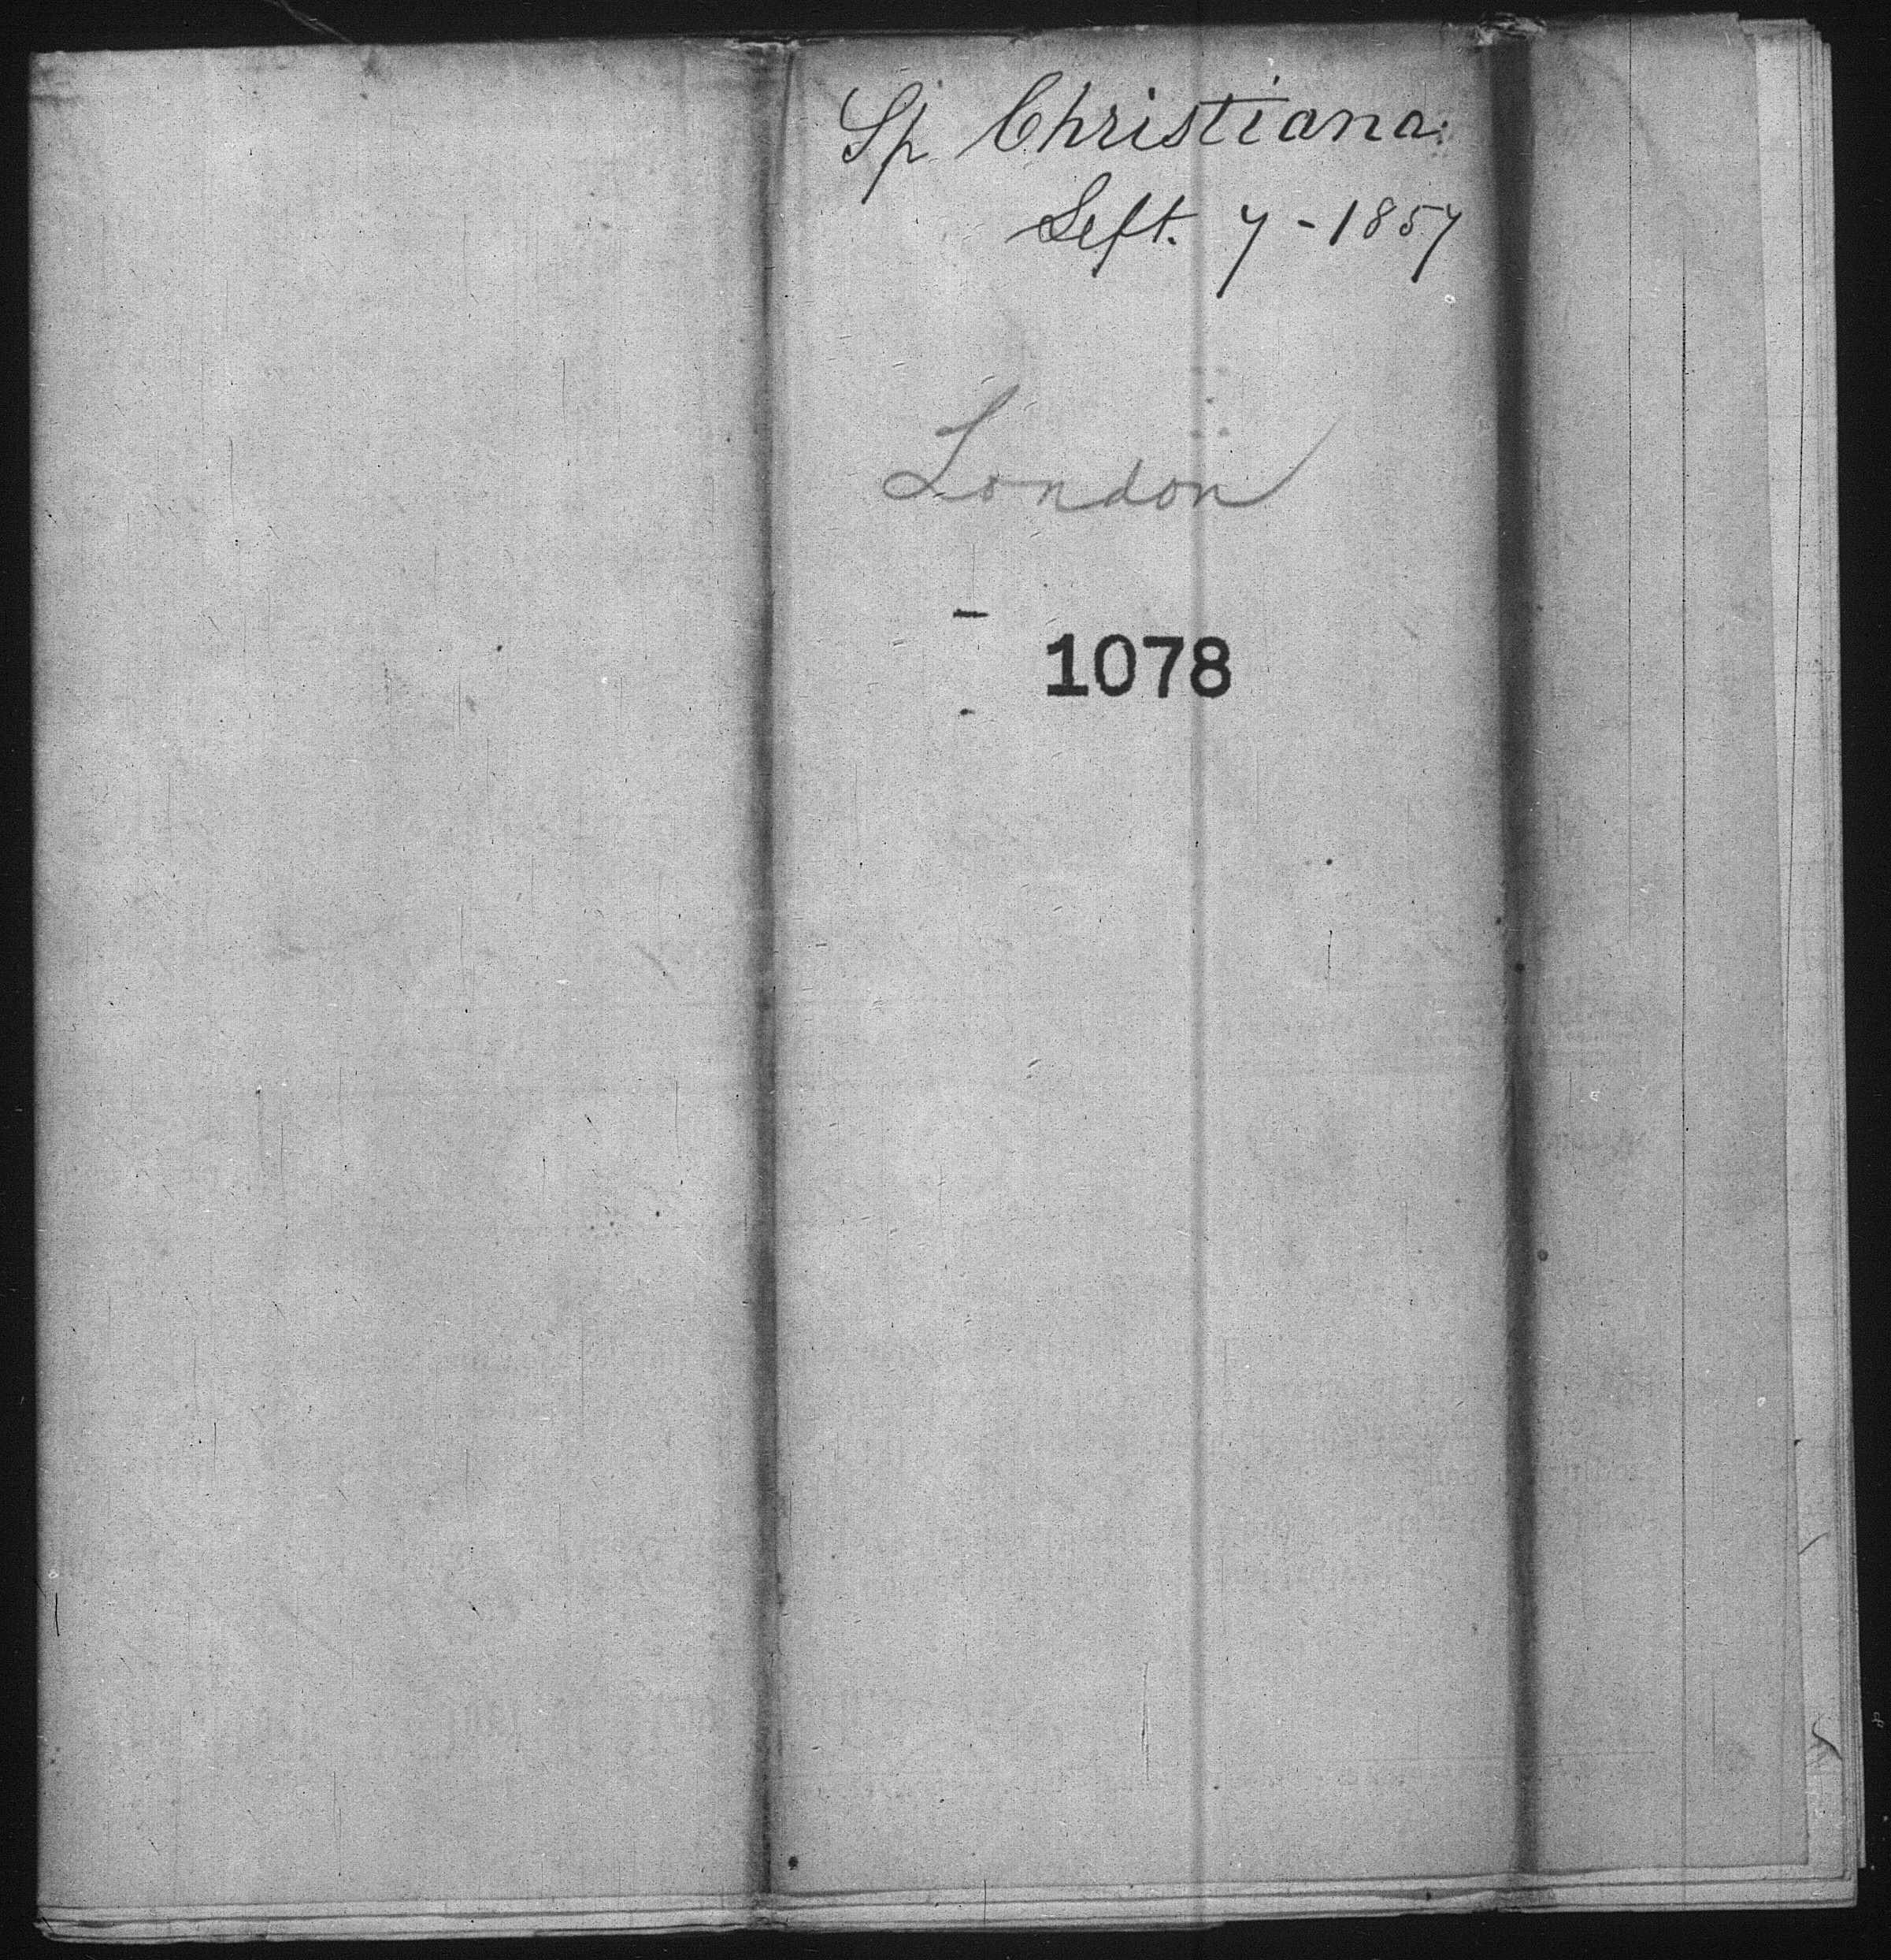 Sp Christiana.
Sept. 7-1857
London
1078